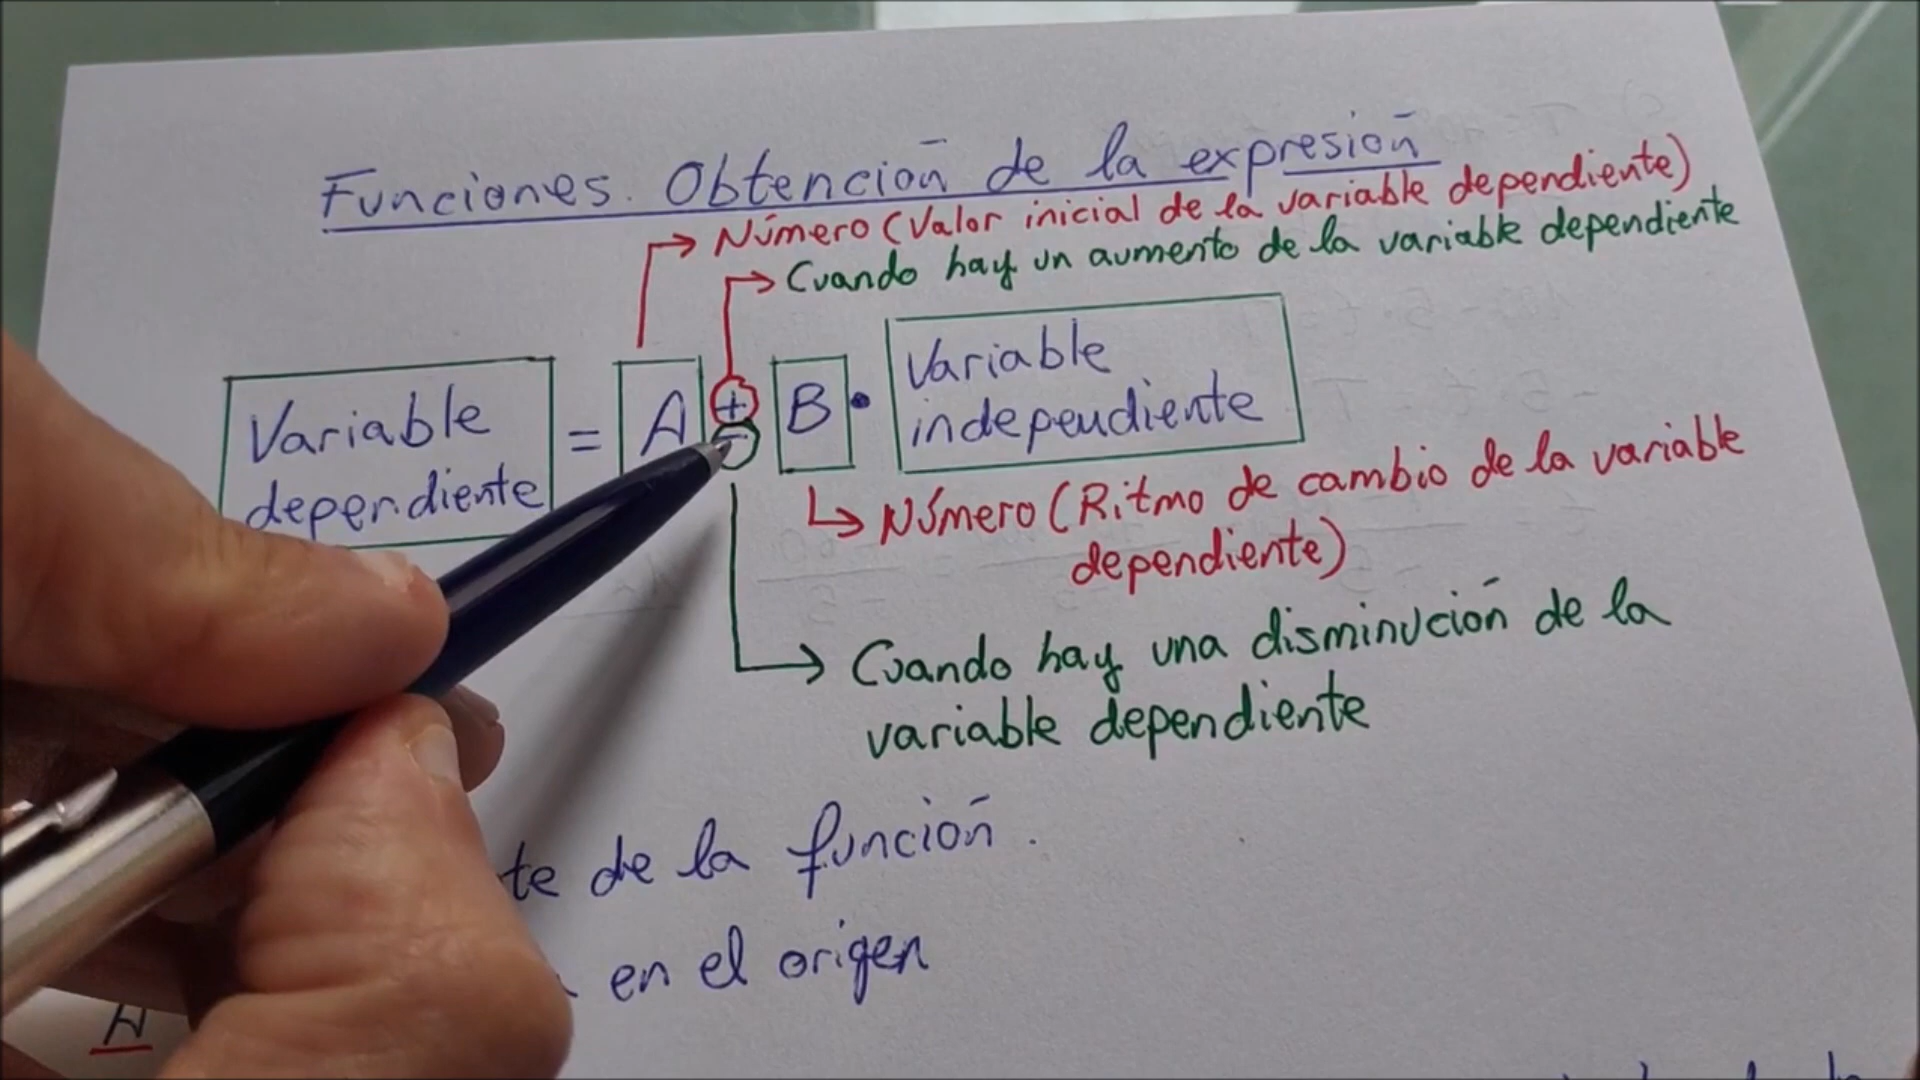 Funciones. Obtención de la expresión
Número (Valor inicial de la variable dependiente)
Cuando hay un aumento de la variable dependiente
Variable dependiente = A + - B • Variable independiente
Número (Ritmo de cambio de la variable
dependiente)
Cuando hay una disminución de la
variable dependiente
de la función.
en el origen